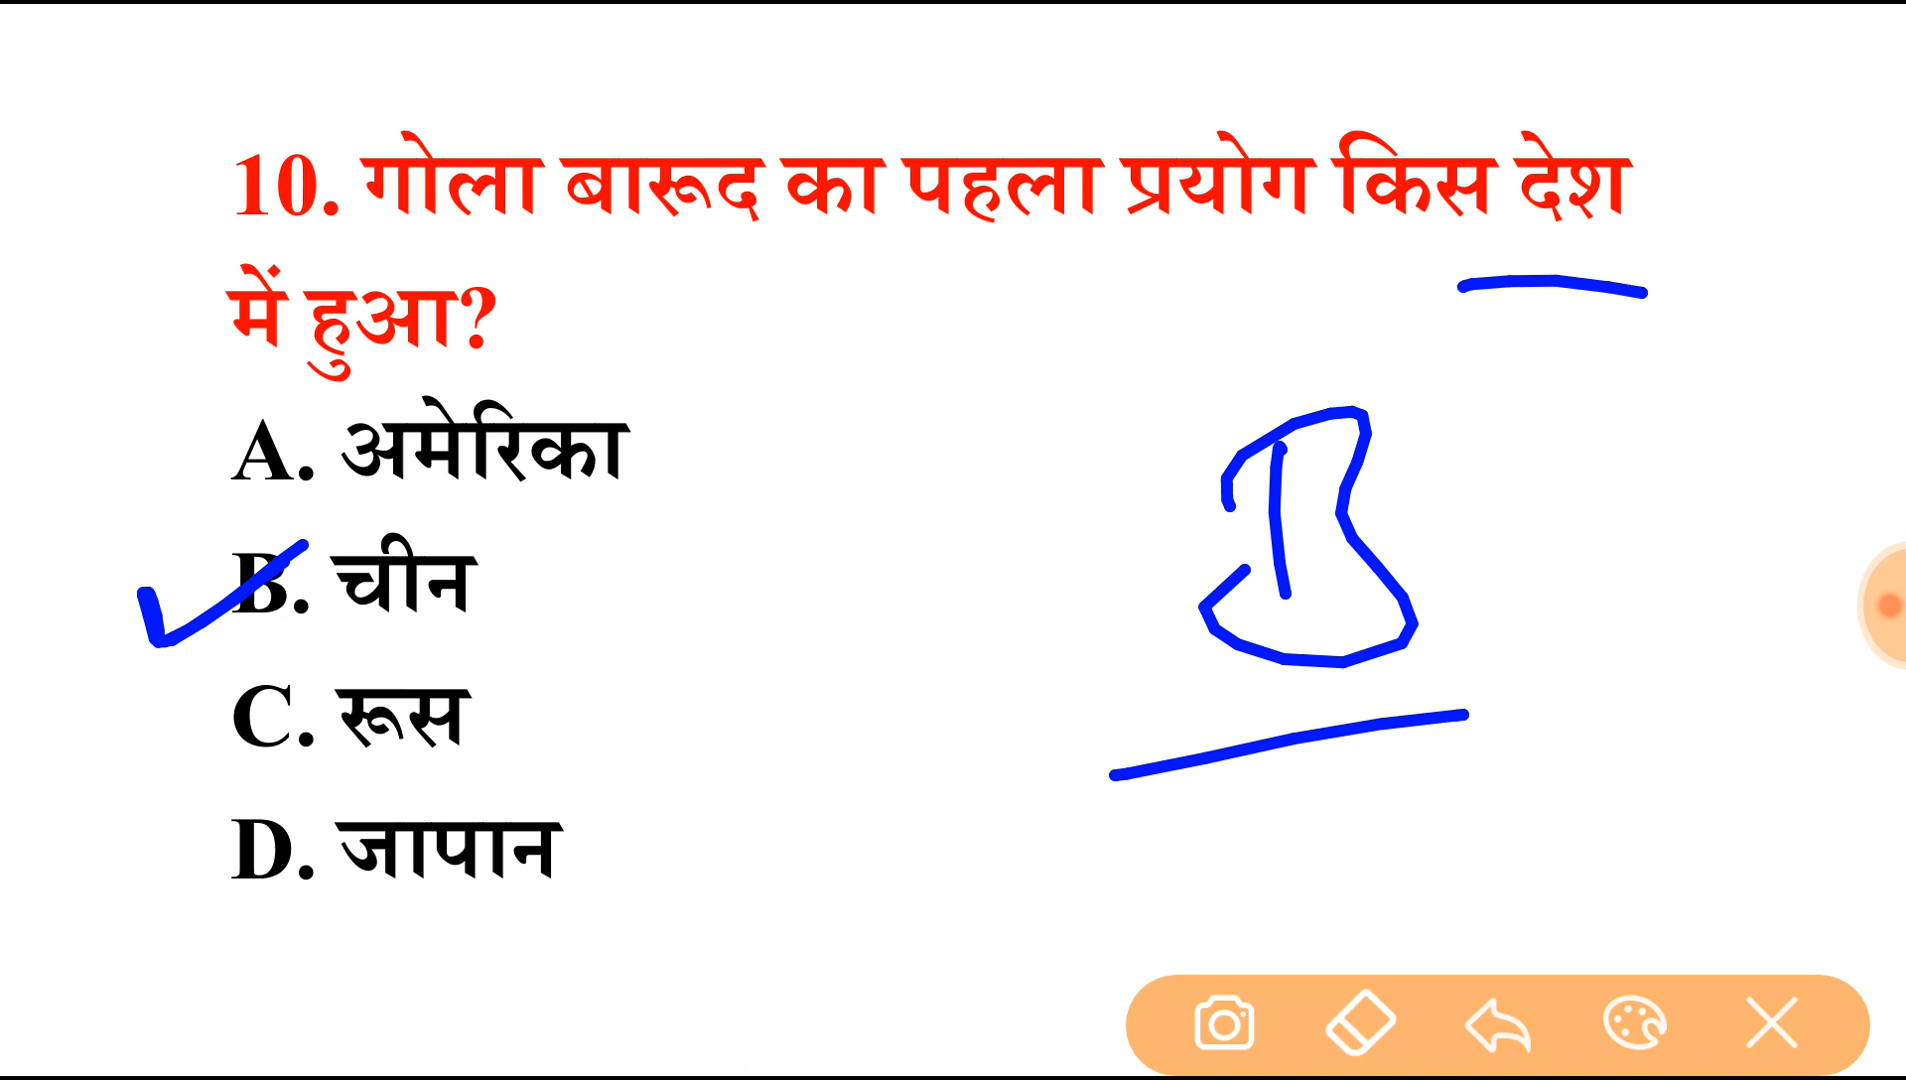 10. गोला बारूद का पहला प्रयोग किस देश
में हुआ?
A. अमेरिका
B. चीन
B
C. रूस
D. जापान